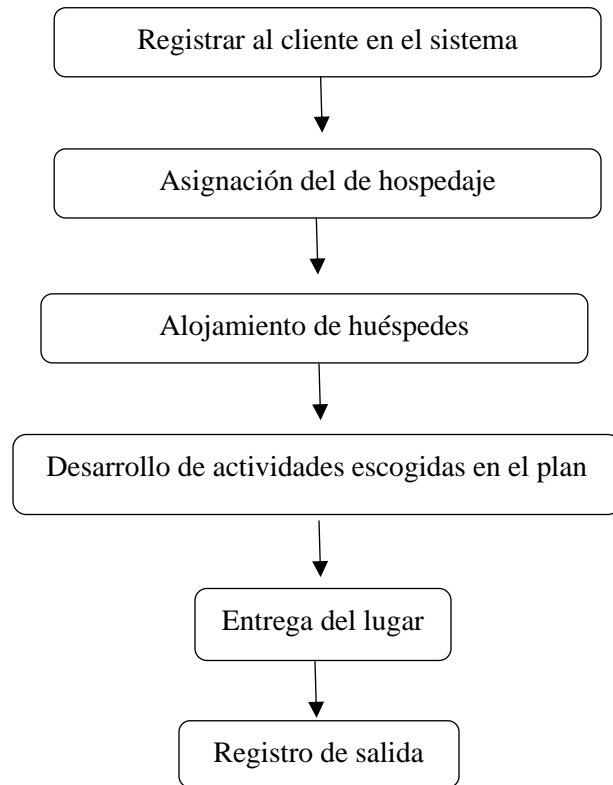 Registrar al cliente en el sistema
Asignación del de hospedaje
Alojamiento de huéspedes
Desarrollo de actividades escogidas en el plan
Entrega del lugar
Registro de salida